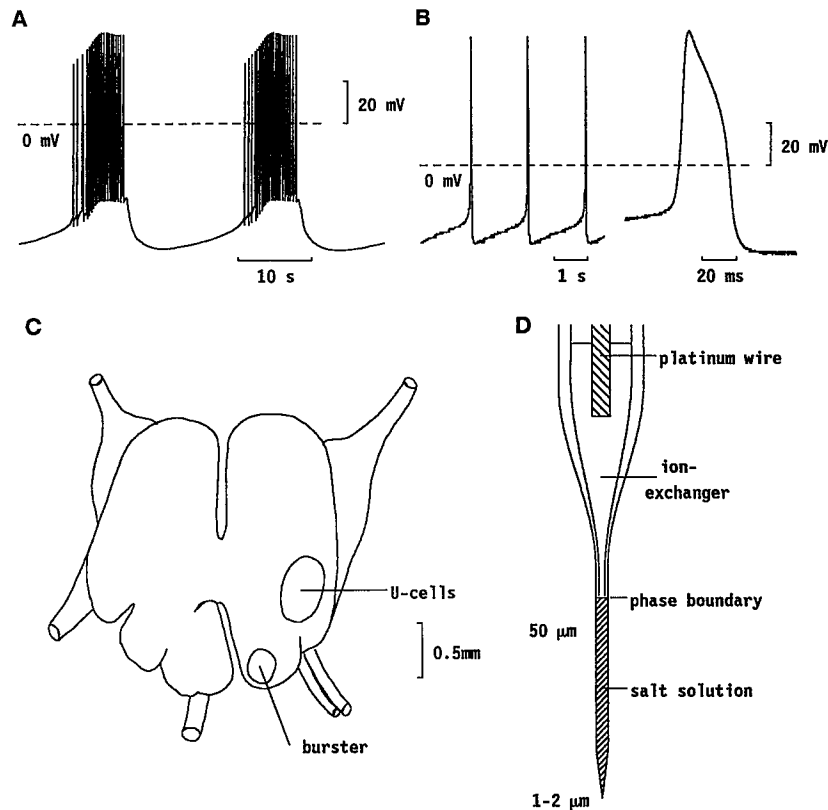 A
20 mV
0 mV
10 s
B
20 mV
0 mV
1 s
20 ms
C
U-cells
0.5mm
burster
D
platinum wire
ion-
exchanger
phase boundary
50 µm
salt solution
1-2 µm